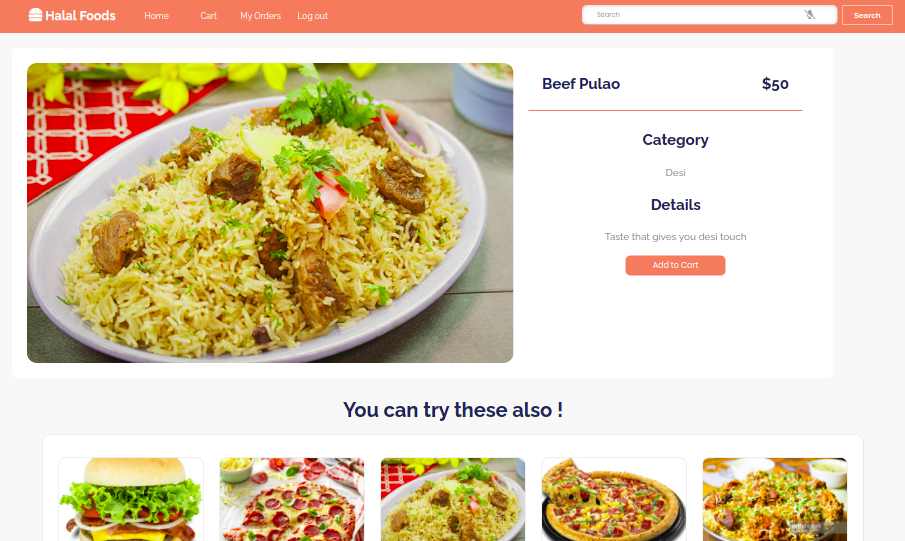 Halal Foods Home Cart My Orders Log out Search Search
Beef Pulao $50
Category
Desi
Details
Taste that gives you desi touch
Add to Cart
You can try these also !